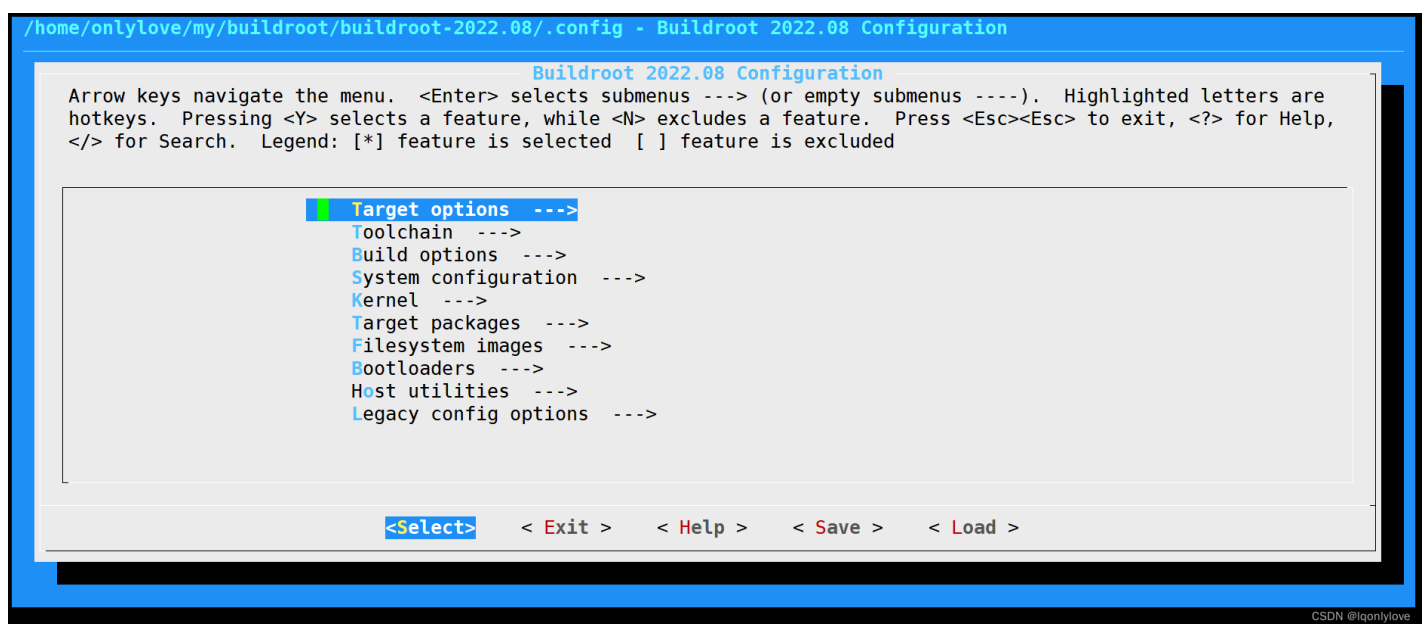 /home/onlylove/my/buildroot/buildroot-2022.08/.config - Buildroot 2022.08 Configuration
Buildroot 2022.08 Configuration
Arrow keys navigate the menu.  <Enter> selects submenus ---> (or empty submenus ----).  Highlighted letters are
hotkeys.  Pressing <Y> selects a feature, while <N> excludes a feature.  Press <Esc><Esc> to exit, <?> for Help,
</> for Search.  Legend: [*] feature is selected  [ ] feature is excluded
Target options  --->
Toolchain  --->
Build options  --->
System configuration  --->
Kernel  --->
Target packages  --->
Filesystem images  --->
Bootloaders  --->
Host utilities  --->
Legacy config options  --->
<Select>    < Exit >    < Help >    < Save >    < Load >
CSDN @lqonlylove